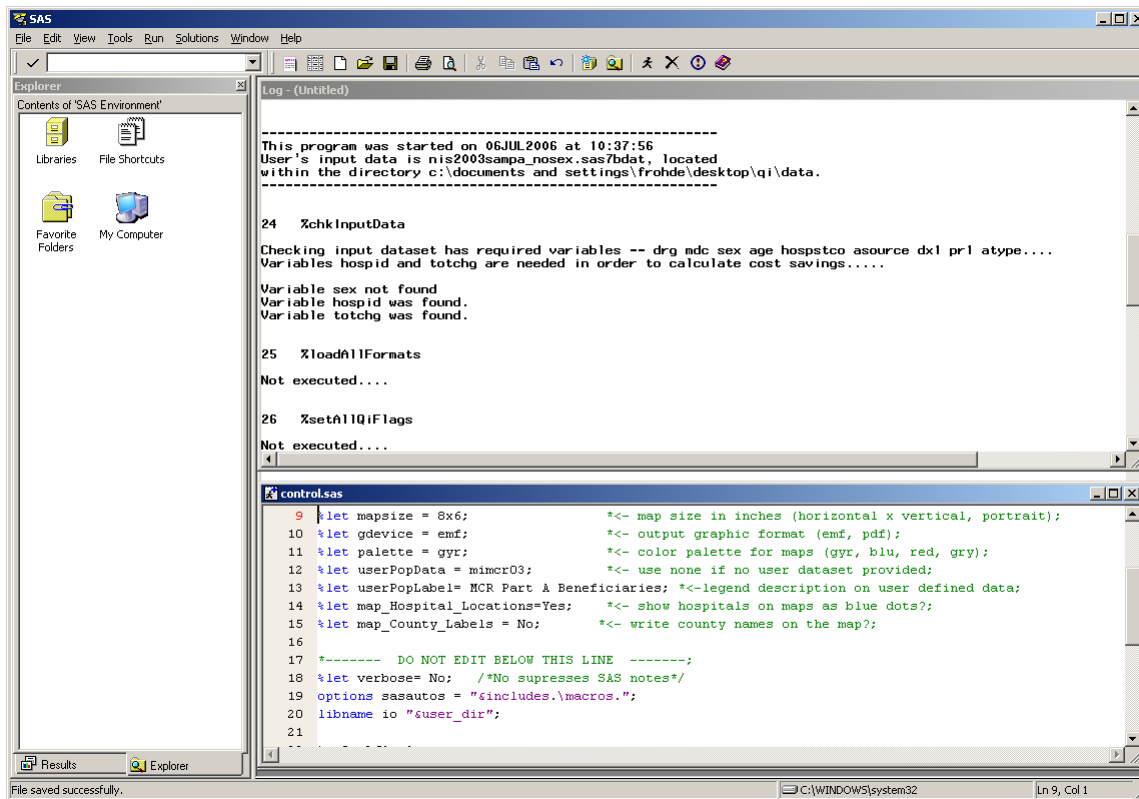 SAS
File Edit View Tools Run Solutions Window Help
Explorer
Contents of 'SAS Environment'
Libraries
File Shortcuts
Favorite Folders
My Computer
Log - (Untitled)
------------------------------------------------------------
This program was started on 06JUL2006 at 10:37:56
User's input data is nis2003sampa_nosex.sas7bdat, located
within the directory c:\documents and settings\frohde\desktop\qi\data.
------------------------------------------------------------
24 %chkInputData
Checking input dataset has required variables -- drg mdc sex age hospstco asource dx1 pr1 atype....
Variables hospid and totchg are needed in order to calculate cost savings.....
Variable sex not found
Variable hospid was found.
Variable totchg was found.
25 %loadAllFormats
Not executed....
26 %setAllQiFlags
Not executed....
control.sas
9 %let mapsize = 8x6; *<- map size in inches (horizontal x vertical, portrait);
10 %let gdevice = emf; *<- output graphic format (emf, pdf);
11 %let palette = gyr; *<- color palette for maps (gyr, blu, red, gry);
12 %let userPopData = mimcr03; *<- use none if no user dataset provided;
13 %let userPopLabel= MCR Part A Beneficiaries; *<-legend description on user defined data;
14 %let map_Hospital_Locations=Yes; *<- show hospitals on maps as blue dots?;
15 %let map_County_Labels = No; *<- write county names on the map?;
16
17 *------- DO NOT EDIT BELOW THIS LINE -------;
18 %let verbose= No; /*No supresses SAS notes*/
19 options sasautos = "&includes.\macros.";
20 libname io "&user_dir";
21
Results
Explorer
File saved successfully.
C:\WINDOWS\system32
Ln 9, Col 1